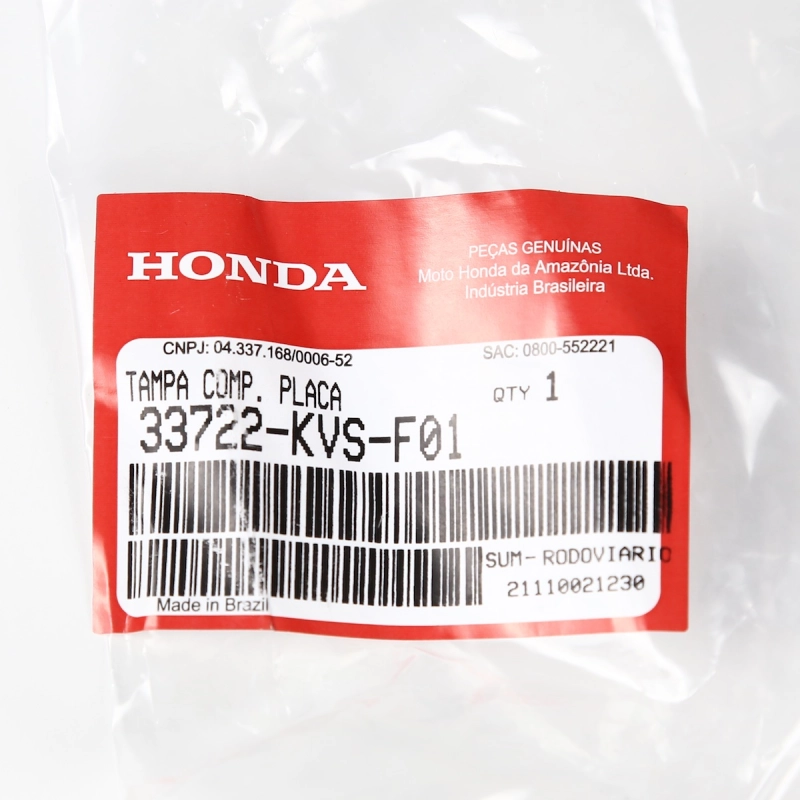 HONDA
PEÇAS GENUÍNAS
Moto Honda da Amazônia Ltda.
Indústria Brasileira
CNPJ: 04.337.168/0006-52
SAC: 0800-552221
TAMPA COMP. PLACA
QTY 1
33722-KVS-F01
SUM-RODOVIARIO
21110021230
Made in Brazil